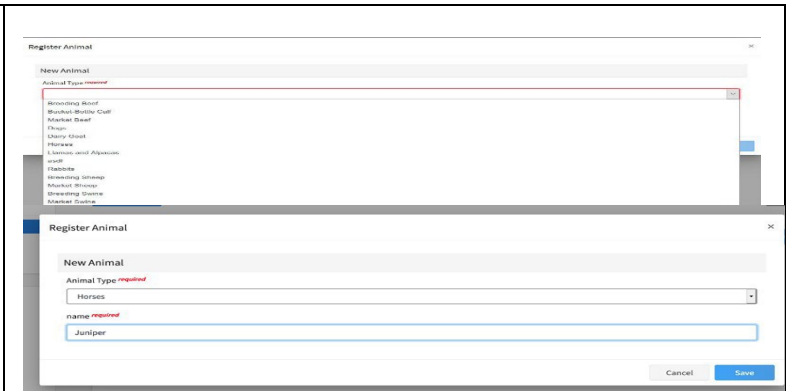 Register Animal ×
New Animal
Animal Type required
Breeding Beef
Bucket-Bottle Calf
Market Beef
Dogs
Dairy Goat
Horses
Llamas and Alpacas
Rabbits
Breeding Sheep
Market Sheep
Breeding Swine
Market Swine
Register Animal ×
New Animal
Animal Type required
Horses
name required
Juniper
Cancel Save